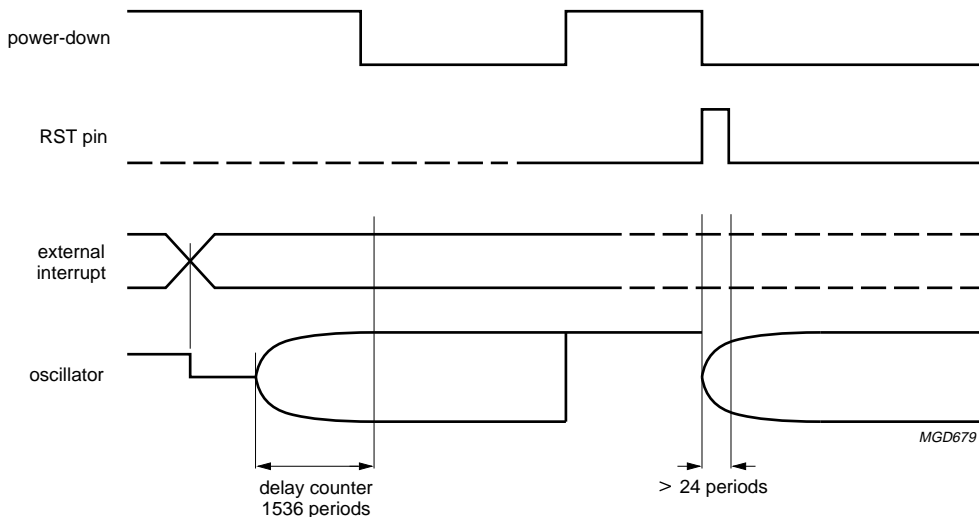 power-down
RST pin
external
interrupt
oscillator
MGD679
delay counter
1536 periods
> 24 periods